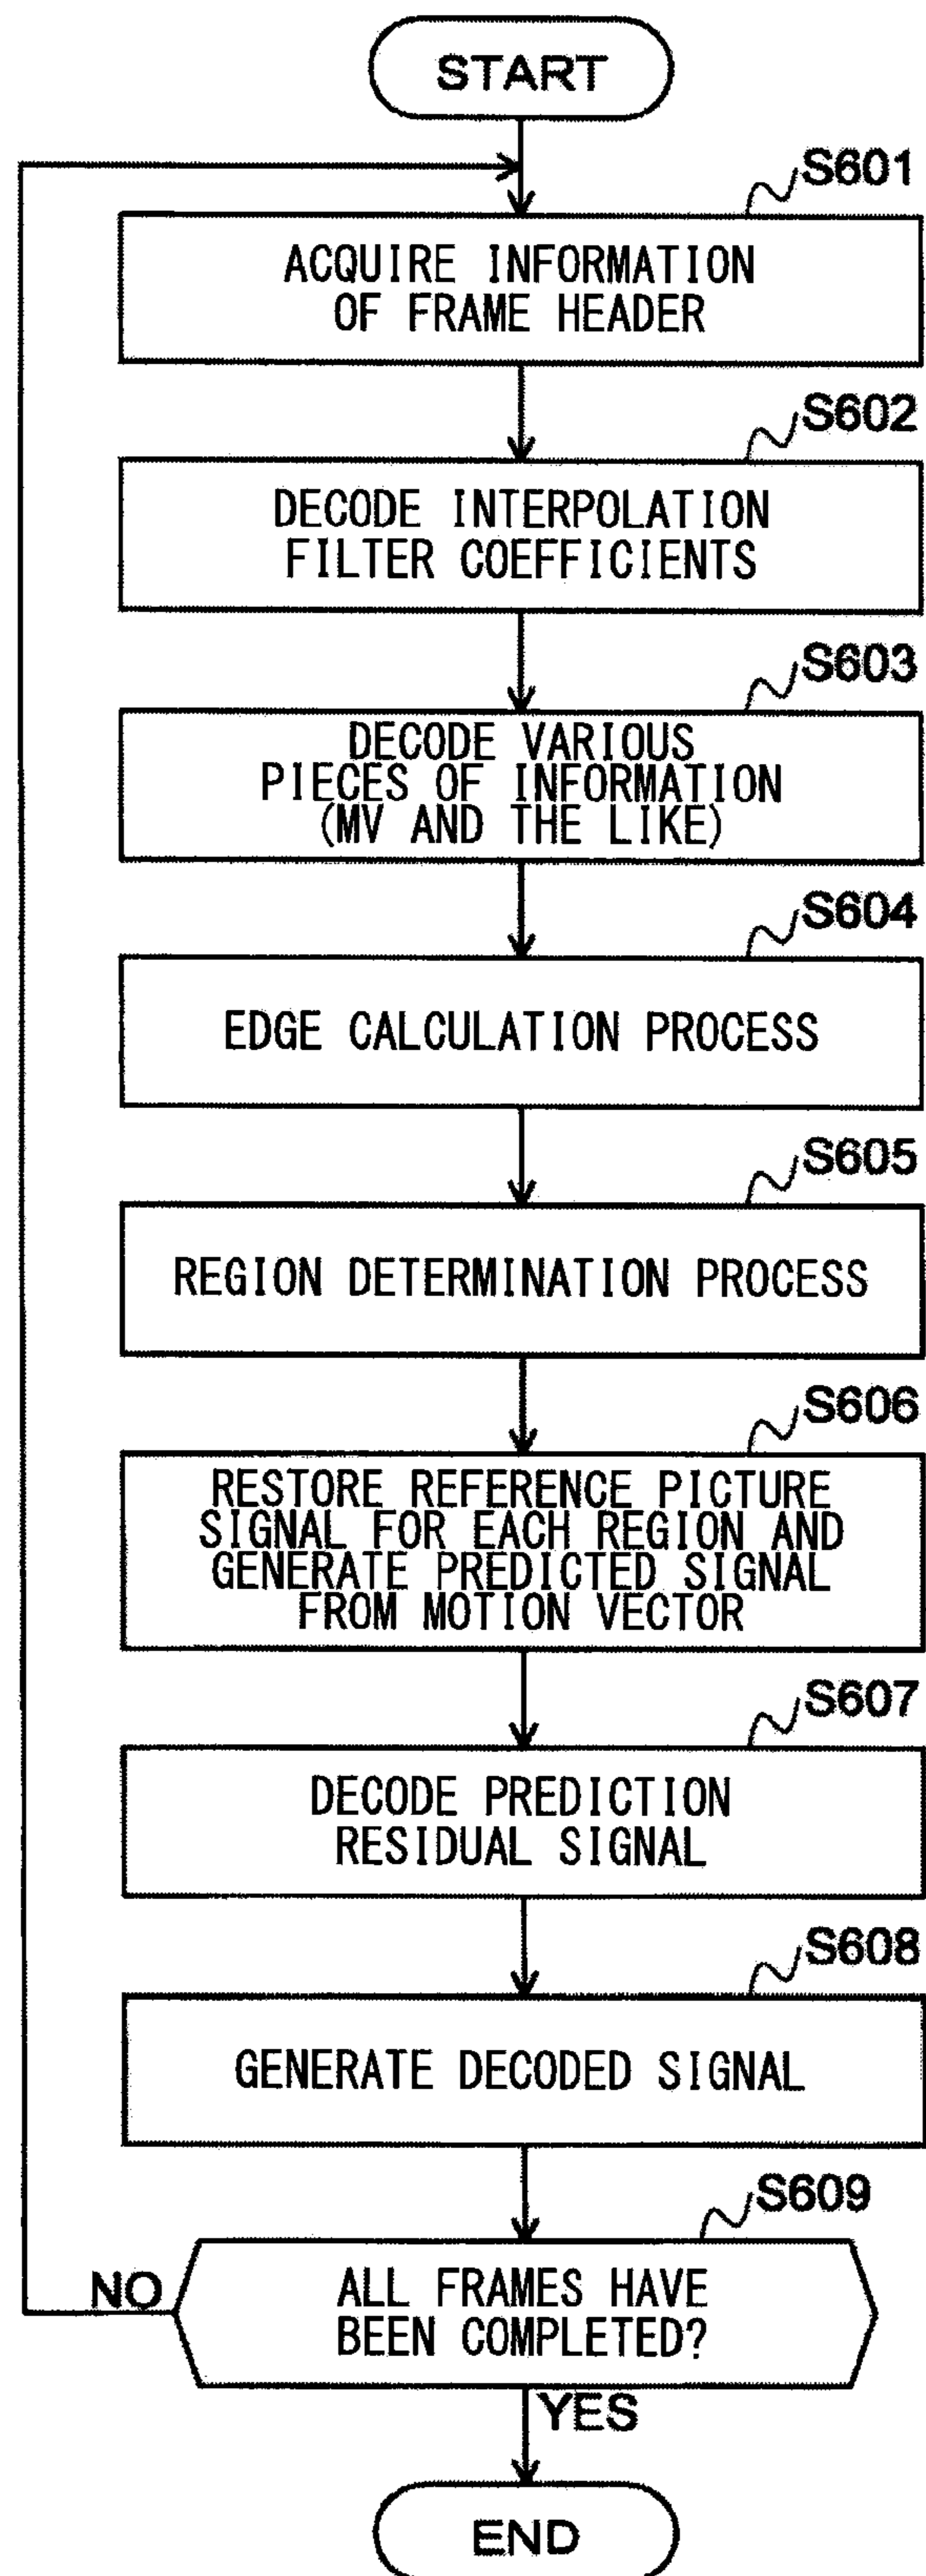 START
S601
ACQUIRE INFORMATION
OF FRAME HEADER
S602
DECODE INTERPOLATION
FILTER COEFFICIENTS
S603
DECODE VARIOUS
PIECES OF INFORMATION
(MV AND THE LIKE)
S604
EDGE CALCULATION PROCESS
S605
REGION DETERMINATION PROCESS
S606
RESTORE REFERENCE PICTURE
SIGNAL FOR EACH REGION AND
GENERATE PREDICTED SIGNAL
FROM MOTION VECTOR
S607
DECODE PREDICTION
RESIDUAL SIGNAL
S608
GENERATE DECODED SIGNAL
S609
NO
ALL FRAMES HAVE
BEEN COMPLETED?
YES
END